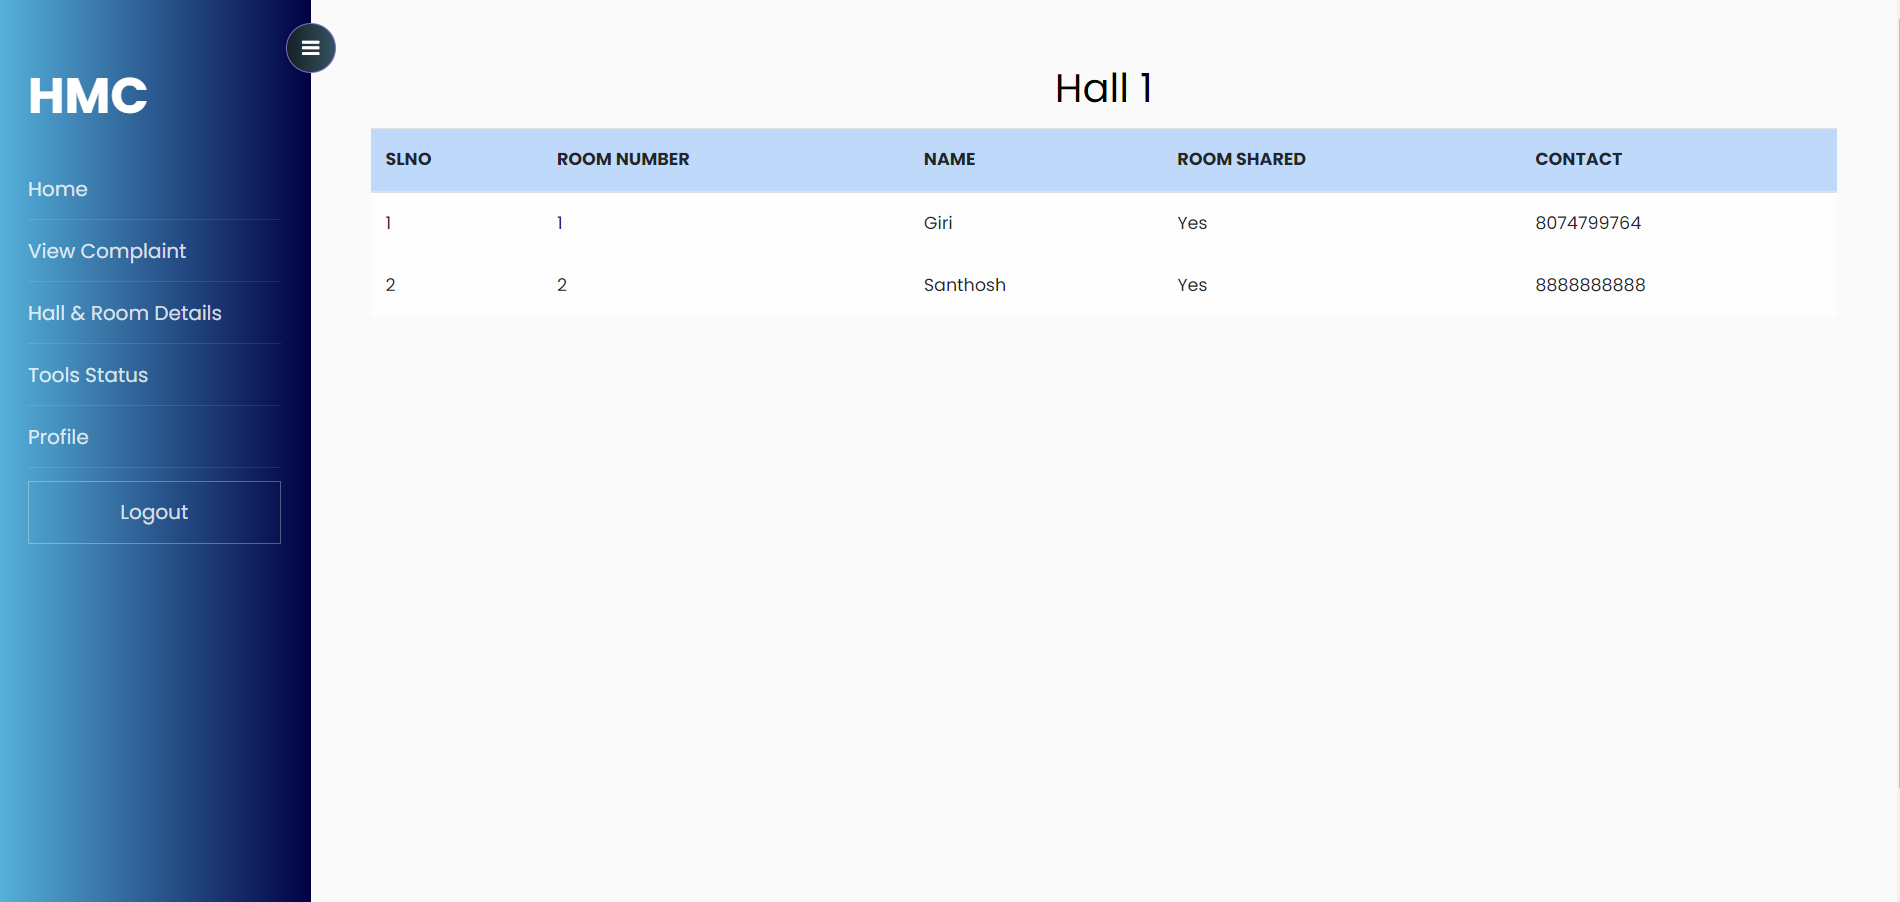 HMC
Home
View Complaint
Hall & Room Details
Tools Status
Profile
Logout
Hall 1
SLNO ROOM NUMBER NAME ROOM SHARED CONTACT
1 1 Giri Yes 8074799764
2 2 Santhosh Yes 8888888888